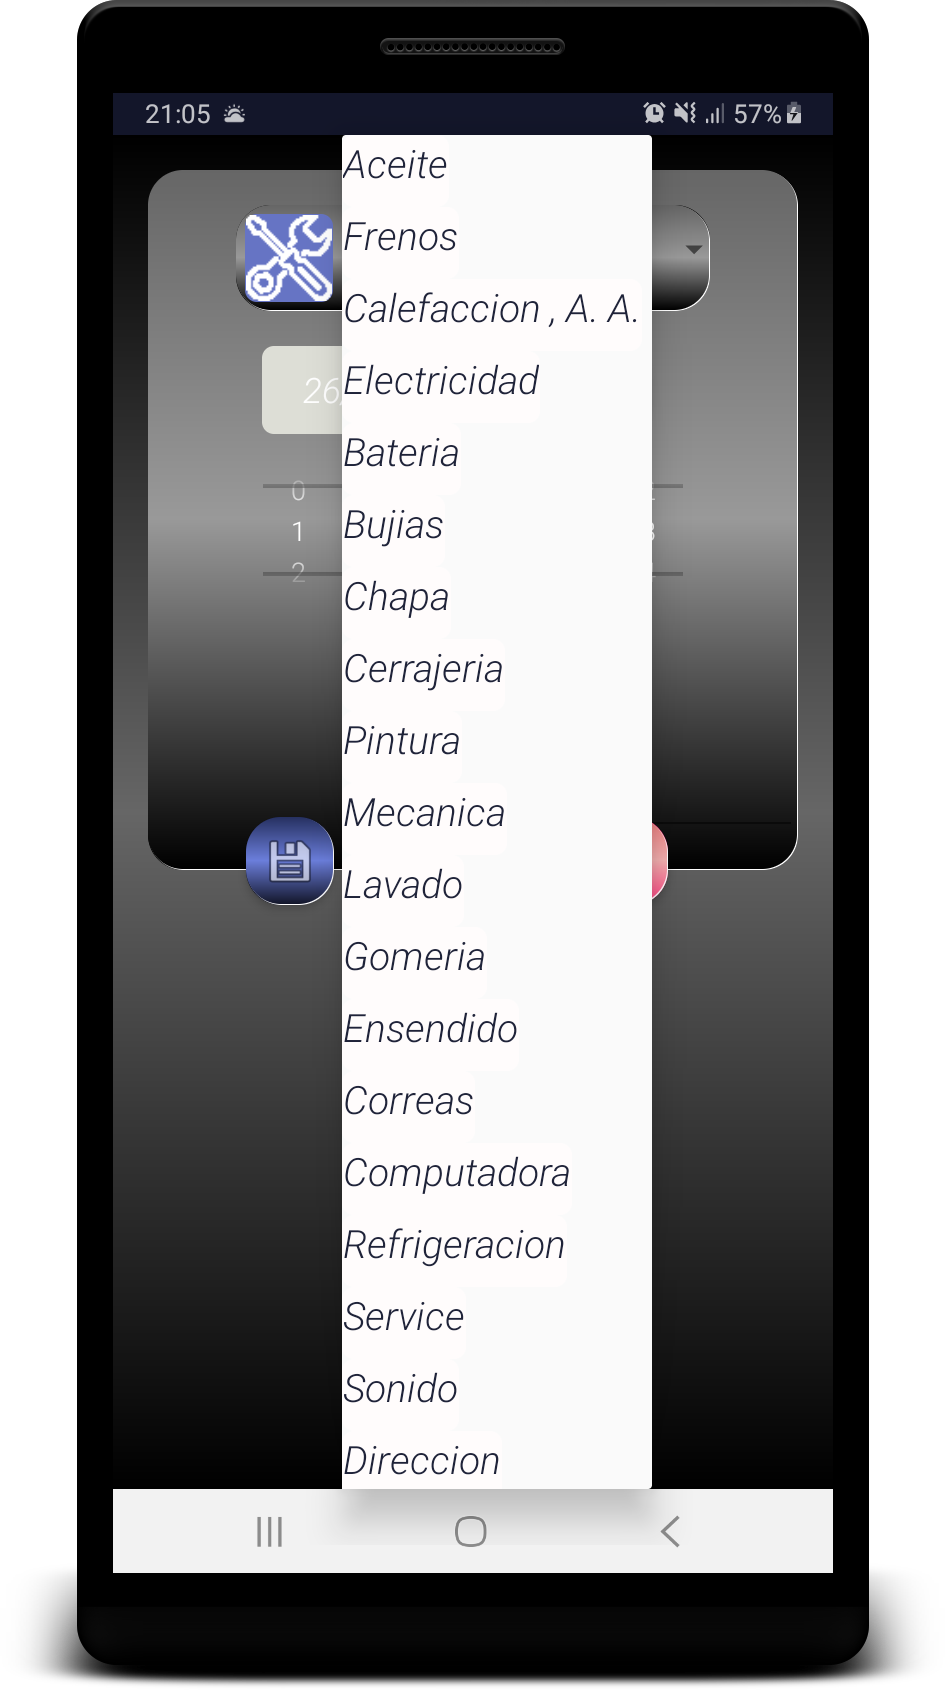 21:05
57%
Aceite
Frenos
Calefaccion , A. A.
26
Electricidad
Bateria
0
Bujias
1
2
Chapa
Cerrajeria
Pintura
Mecanica
Lavado
Gomeria
Ensendido
Correas
Computadora
Refrigeracion
Service
Sonido
Direccion